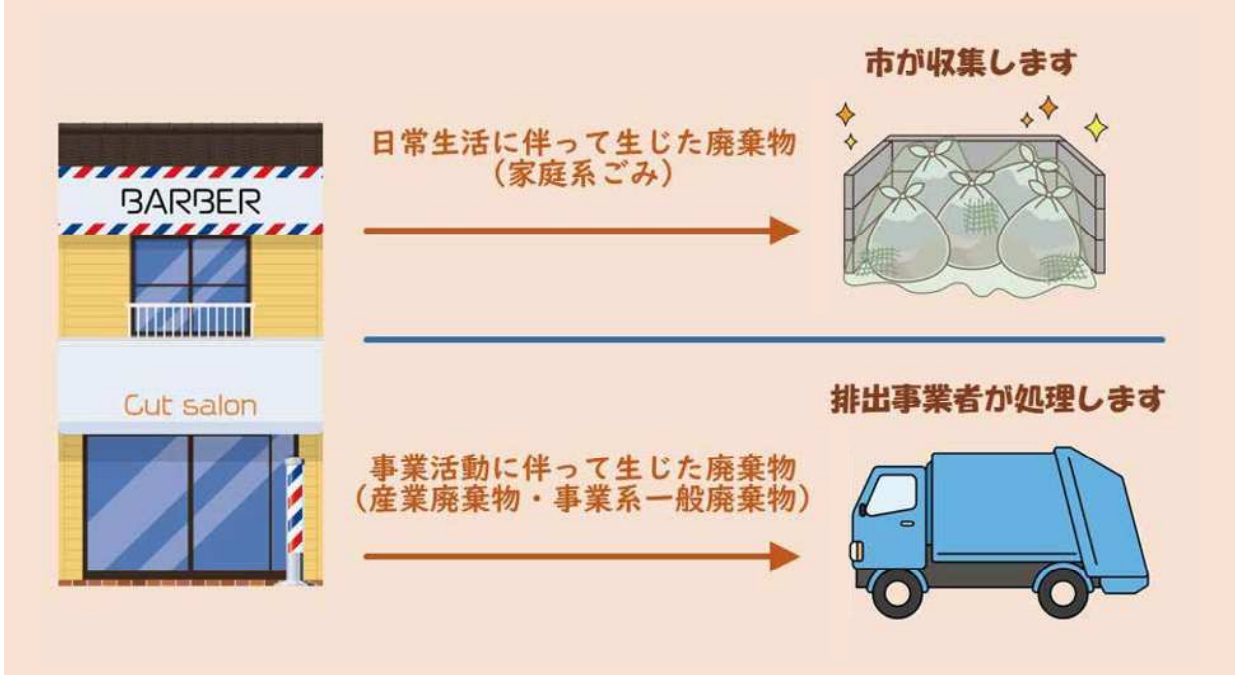 市が収集します
日常生活に伴って生じた廃棄物
（家庭系ごみ）
BARBER
Cut salon
排出事業者が処理します
事業活動に伴って生じた廃棄物
（産業廃棄物・事業系一般廃棄物）